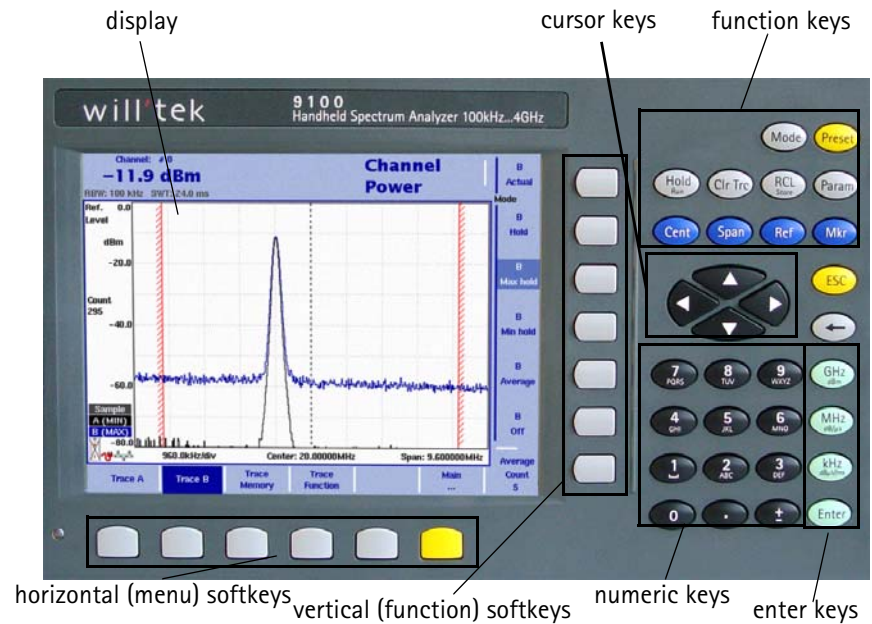 display
cursor keys
function keys
will'tek
9100
Handheld Spectrum Analyzer 100kHz...4GHz
Channel:
-11.9 dBm
RBW: 100 kHz SWT: 24.0 ms
Channel
Power
B
Actual
Mode
B
Hold
B
Max hold
B
Min hold
B
Average
B
Off
Average
Count
5
Ref. 0.0
Level
dBm
-20.0
Count
295
-40.0
-60.0
Sample
A (MIN)
B (MAX)
-80.0
960.0kHz/div
Center: 20.00000MHz
Span: 9.600000MHz
Trace A
Trace B
Trace
Memory
Trace
Function
Main
...
Mode
Preset
Hold
Run
Clr Trc
RCL
Store
Param
Cent
Span
Ref
Mkr
ESC
7
PQRS
8
TUV
9
WXYZ
GHz
dBm
4
GHI
5
JKL
6
MNO
MHz
dBµV
1
2
ABC
3
DEF
kHz
0
.
±
Enter
horizontal (menu) softkeys
vertical (function) softkeys
numeric keys
enter keys